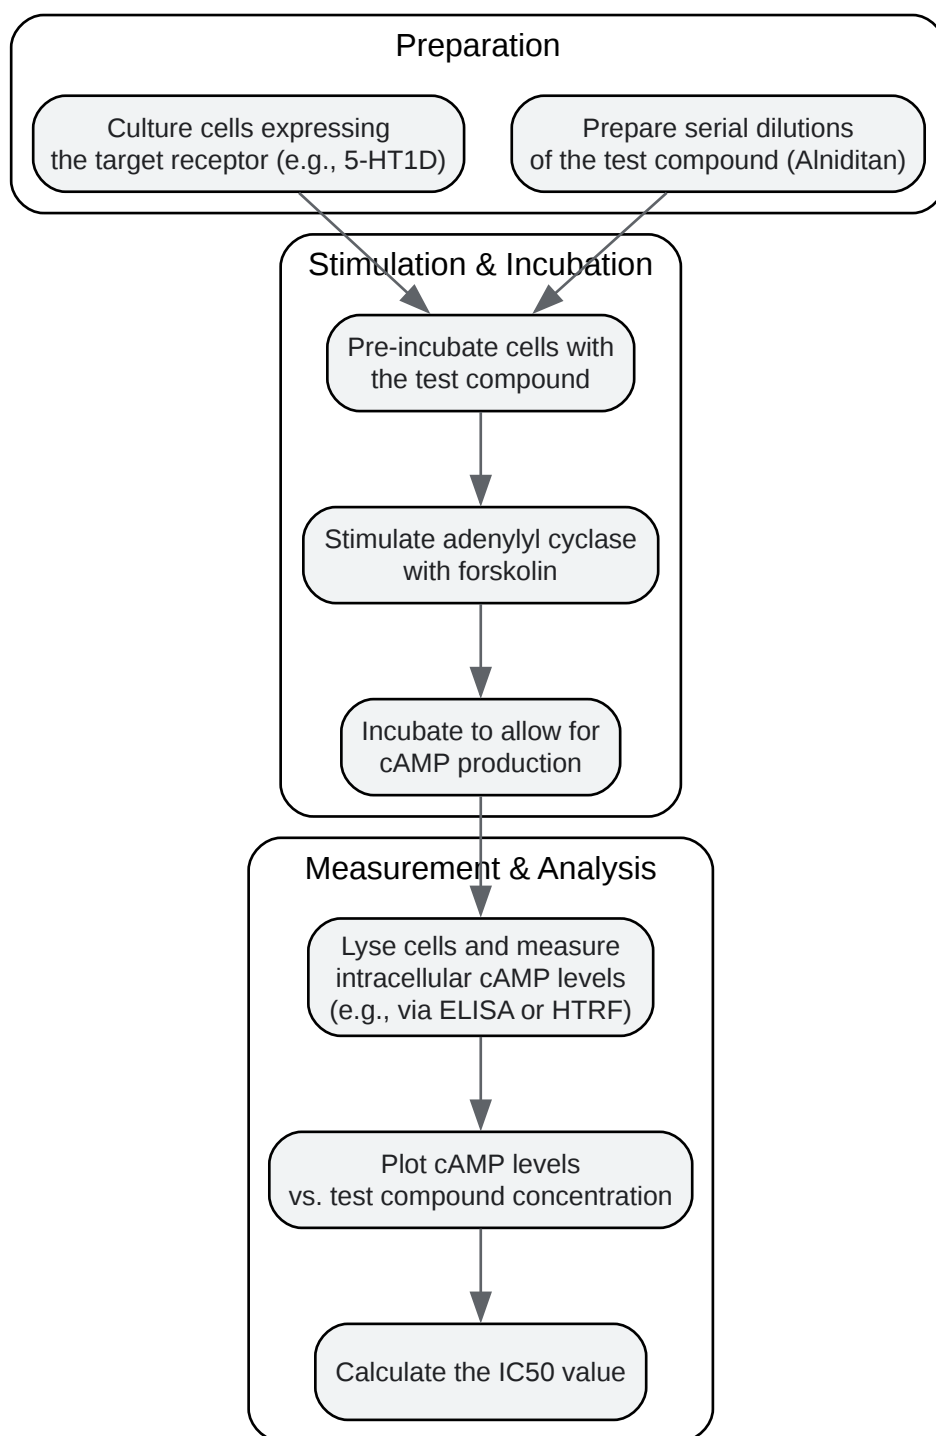 Preparation
Culture cells expressing
the target receptor (e.g., 5-HT1D)
Prepare serial dilutions
of the test compound (Alniditan)
Stimulation & Incubation
Pre-incubate cells with
the test compound
Stimulate adenylyl cyclase
with forskolin
Incubate to allow for
cAMP production
Measurement & Analysis
Lyse cells and measure
intracellular cAMP levels
(e.g., via ELISA or HTRF)
Plot cAMP levels
vs. test compound concentration
Calculate the IC50 value